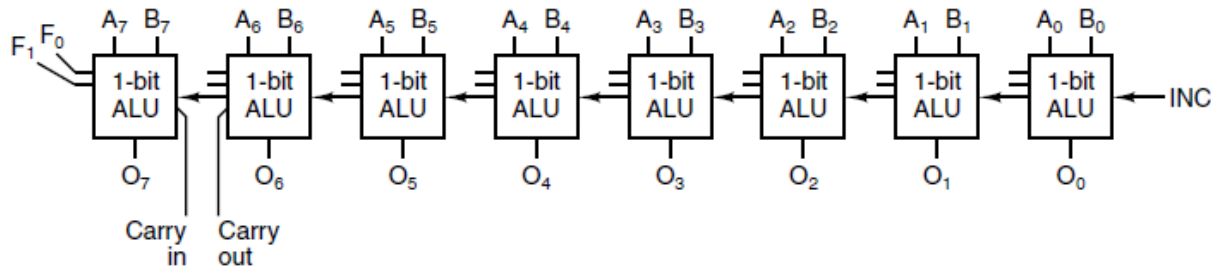 A₇ B₇ A₆ B₆ A₅ B₅ A₄ B₄ A₃ B₃ A₂ B₂ A₁ B₁ A₀ B₀
F₁ F₀
1-bit ALU 1-bit ALU 1-bit ALU 1-bit ALU 1-bit ALU 1-bit ALU 1-bit ALU 1-bit ALU
INC
O₇ O₆ O₅ O₄ O₃ O₂ O₁ O₀
Carry in
Carry out